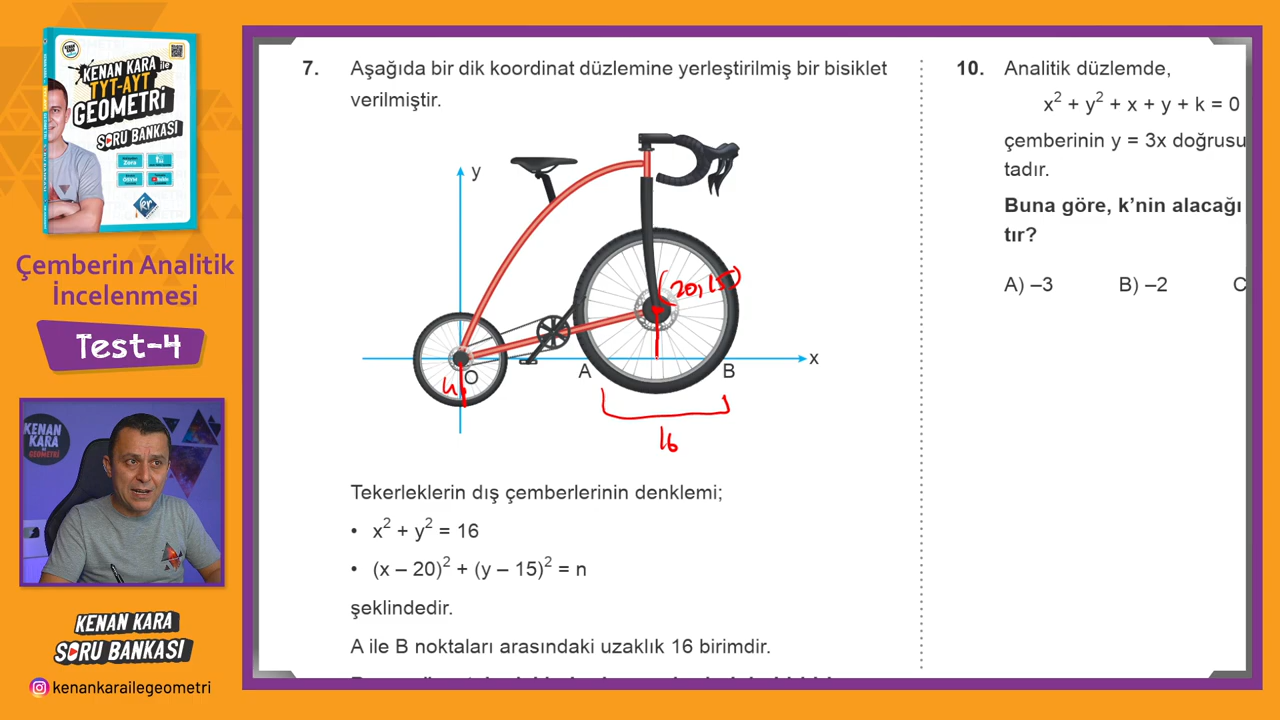 KENAN KARA ile
TYT-AYT
GEOMETRİ
SORU BANKASI
Çemberin Analitik
İncelenmesi
Test-4
KENAN
KARA
GEOMETRİ
KENAN KARA
SORU BANKASI
kenankarailegeometri
7. Aşağıda bir dik koordinat düzlemine yerleştirilmiş bir bisiklet
verilmiştir.
y
(20,15)
x
O
A
B
4
16
Tekerleklerin dış çemberlerinin denklemi;
• x² + y² = 16
• (x – 20)² + (y – 15)² = n
şeklindedir.
A ile B noktaları arasındaki uzaklık 16 birimdir.
10. Analitik düzlemde,
x² + y² + x + y + k = 0
çemberinin y = 3x doğrusu
tadır.
Buna göre, k’nin alacağı
tır?
A) –3 B) –2 C